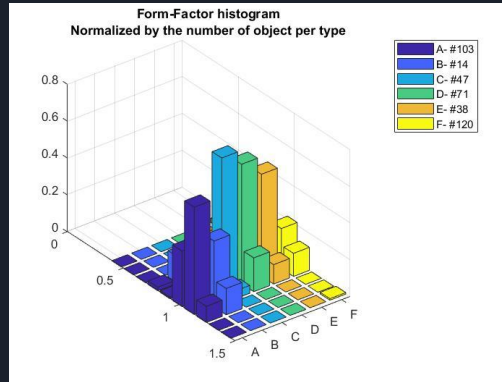 Form-Factor histogram
Normalized by the number of object per type
A- #103
B- #14
C- #47
D- #71
E- #38
F- #120
0.8
0.6
0.4
0.2
0
0
0.5
1
1.5
A
B
C
D
E
F